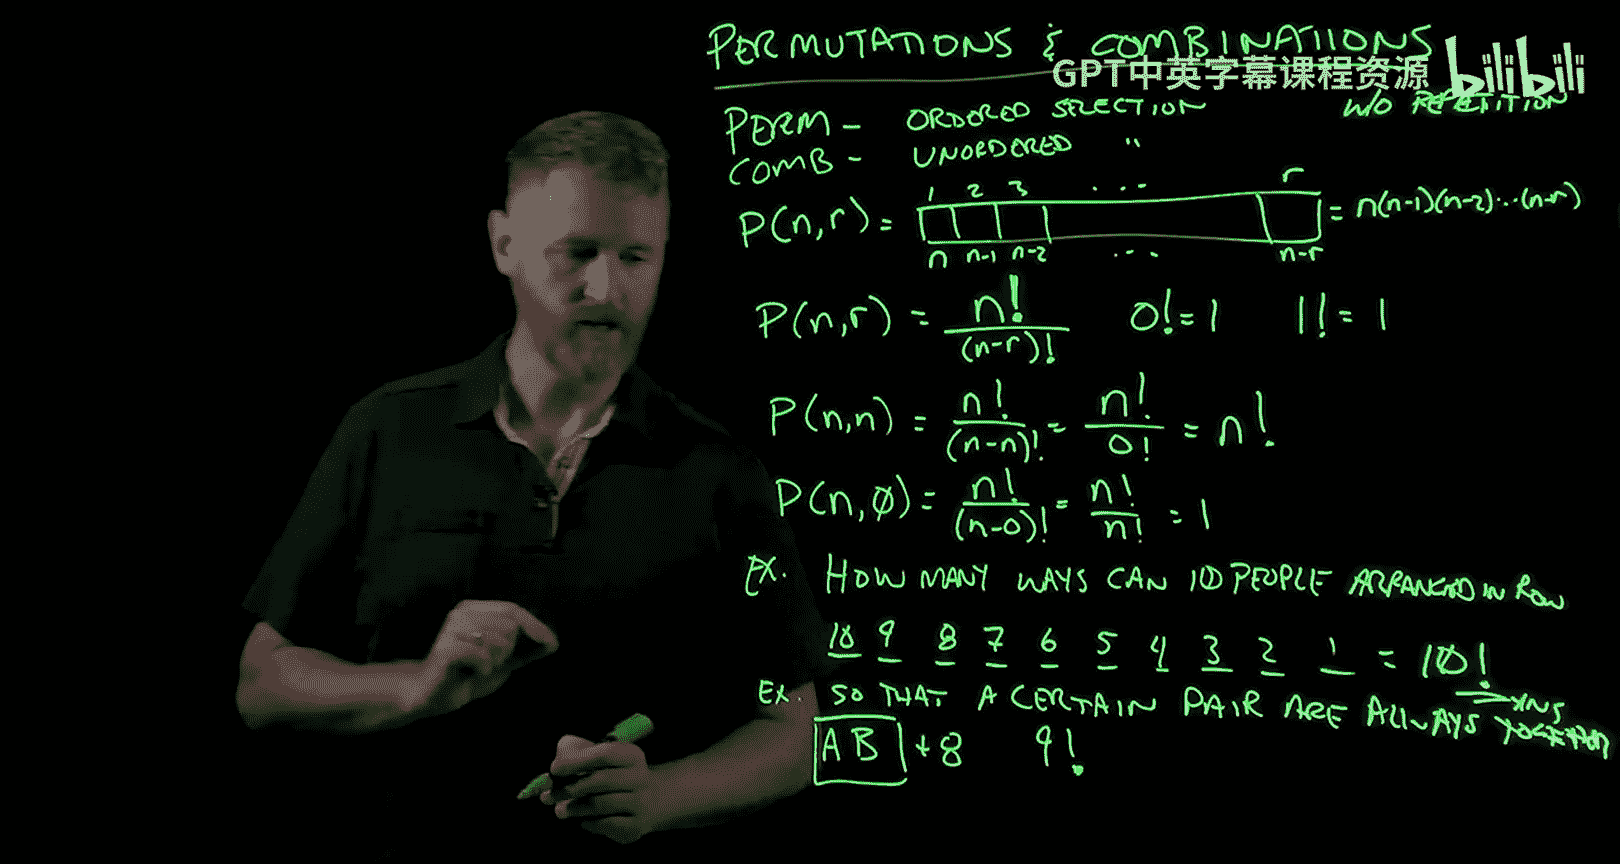 PERMUTATIONS & COMBINATIONS
GPT中英字幕课程资源 bilibili
PERM - ORDERED SELECTION W/O REPETITION
COMB - UNORDERED "
1 2 3 ... r
P(n,r) = = n(n-1)(n-2)...(n-r)
n n-1 n-2 ... n-r
P(n,r) = n!/(n-r)! 0! = 1 1! = 1
P(n,n) = n!/(n-n)! = n!/0! = n!
P(n,0) = n!/(n-0)! = n!/n! = 1
EX. HOW MANY WAYS CAN 10 PEOPLE ARRANGED IN ROW
10 9 8 7 6 5 4 3 2 1 = 10!
EX. SO THAT A CERTAIN PAIR ARE ALWAYS TOGETHER
AB + 8 9!